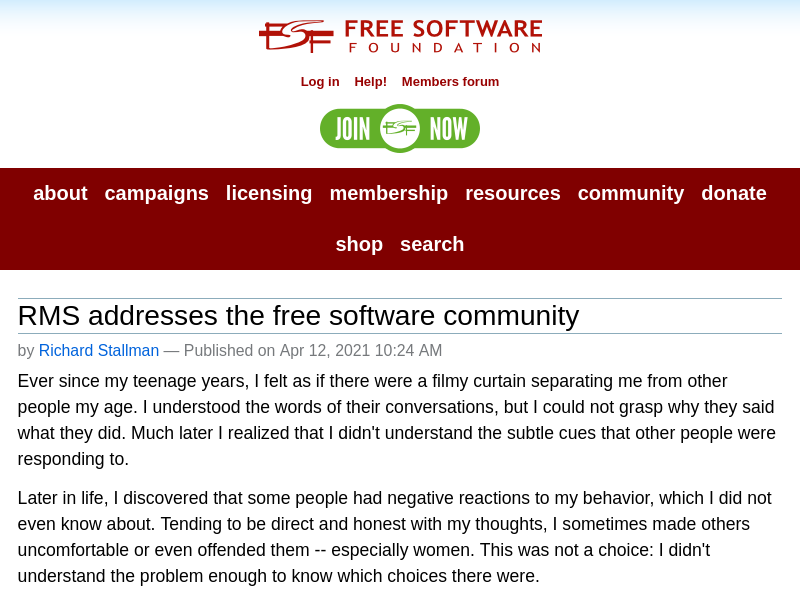 FREE SOFTWARE
FOUNDATION
Log in Help! Members forum
JOIN FSF NOW
about campaigns licensing membership resources community donate
shop search
RMS addresses the free software community
by Richard Stallman — Published on Apr 12, 2021 10:24 AM
Ever since my teenage years, I felt as if there were a filmy curtain separating me from other
people my age. I understood the words of their conversations, but I could not grasp why they said
what they did. Much later I realized that I didn't understand the subtle cues that other people were
responding to.
Later in life, I discovered that some people had negative reactions to my behavior, which I did not
even know about. Tending to be direct and honest with my thoughts, I sometimes made others
uncomfortable or even offended them -- especially women. This was not a choice: I didn't
understand the problem enough to know which choices there were.